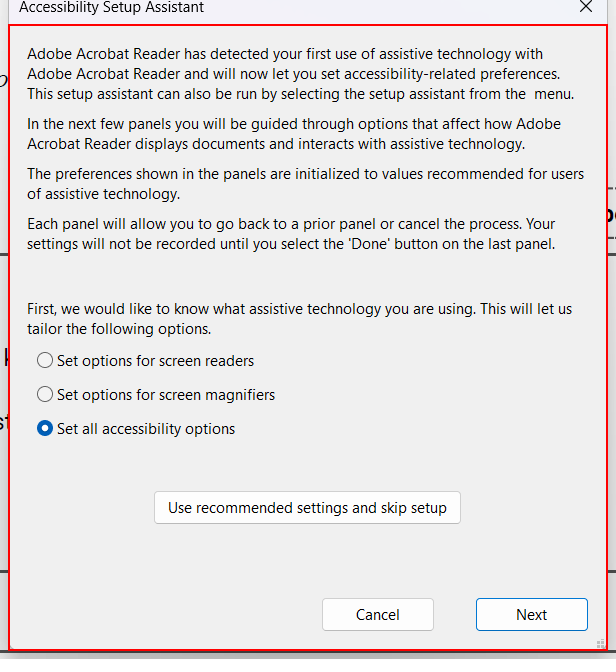 Accessibility Setup Assistant
Adobe Acrobat Reader has detected your first use of assistive technology with
Adobe Acrobat Reader and will now let you set accessibility-related preferences.
This setup assistant can also be run by selecting the setup assistant from the  menu.
In the next few panels you will be guided through options that affect how Adobe
Acrobat Reader displays documents and interacts with assistive technology.
The preferences shown in the panels are initialized to values recommended for users
of assistive technology.
Each panel will allow you to go back to a prior panel or cancel the process. Your
settings will not be recorded until you select the 'Done' button on the last panel.
First, we would like to know what assistive technology you are using. This will let us
tailor the following options.
Set options for screen readers
Set options for screen magnifiers
Set all accessibility options
Use recommended settings and skip setup
Cancel
Next